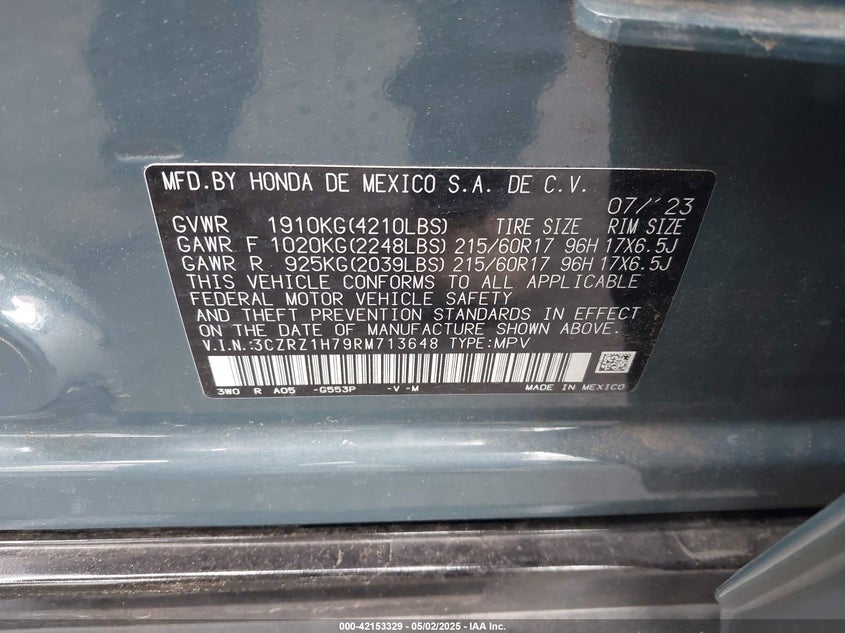 MFD.BY HONDA DE MEXICO S.A. DE C.V.
07/'23
GVWR 1910KG(4210LBS) TIRE SIZE RIM SIZE
GAWR F 1020KG(2248LBS) 215/60R17 96H 17X6.5J
GAWR R 925KG(2039LBS) 215/60R17 96H 17X6.5J
THIS VEHICLE CONFORMS TO ALL APPLICABLE
FEDERAL MOTOR VEHICLE SAFETY
AND THEFT PREVENTION STANDARDS IN EFFECT
ON THE DATE OF MANUFACTURE SHOWN ABOVE.
V.I.N.:3CZRZ1H79RM713648 TYPE:MPV
3W0 R A05 -G553P -V -M MADE IN MEXICO
000-42153329 - 05/02/2025 - IAA Inc.